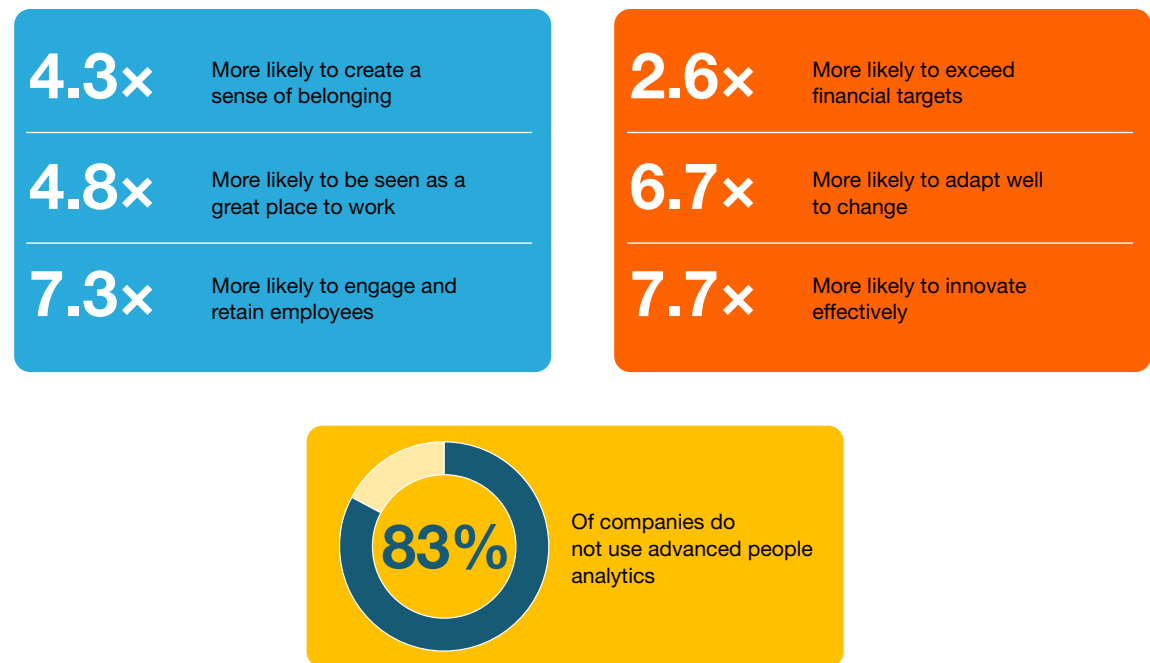 4.3×
More likely to create a
sense of belonging
4.8×
More likely to be seen as a
great place to work
7.3×
More likely to engage and
retain employees
2.6×
More likely to exceed
financial targets
6.7×
More likely to adapt well
to change
7.7×
More likely to innovate
effectively
83%
Of companies do
not use advanced people
analytics